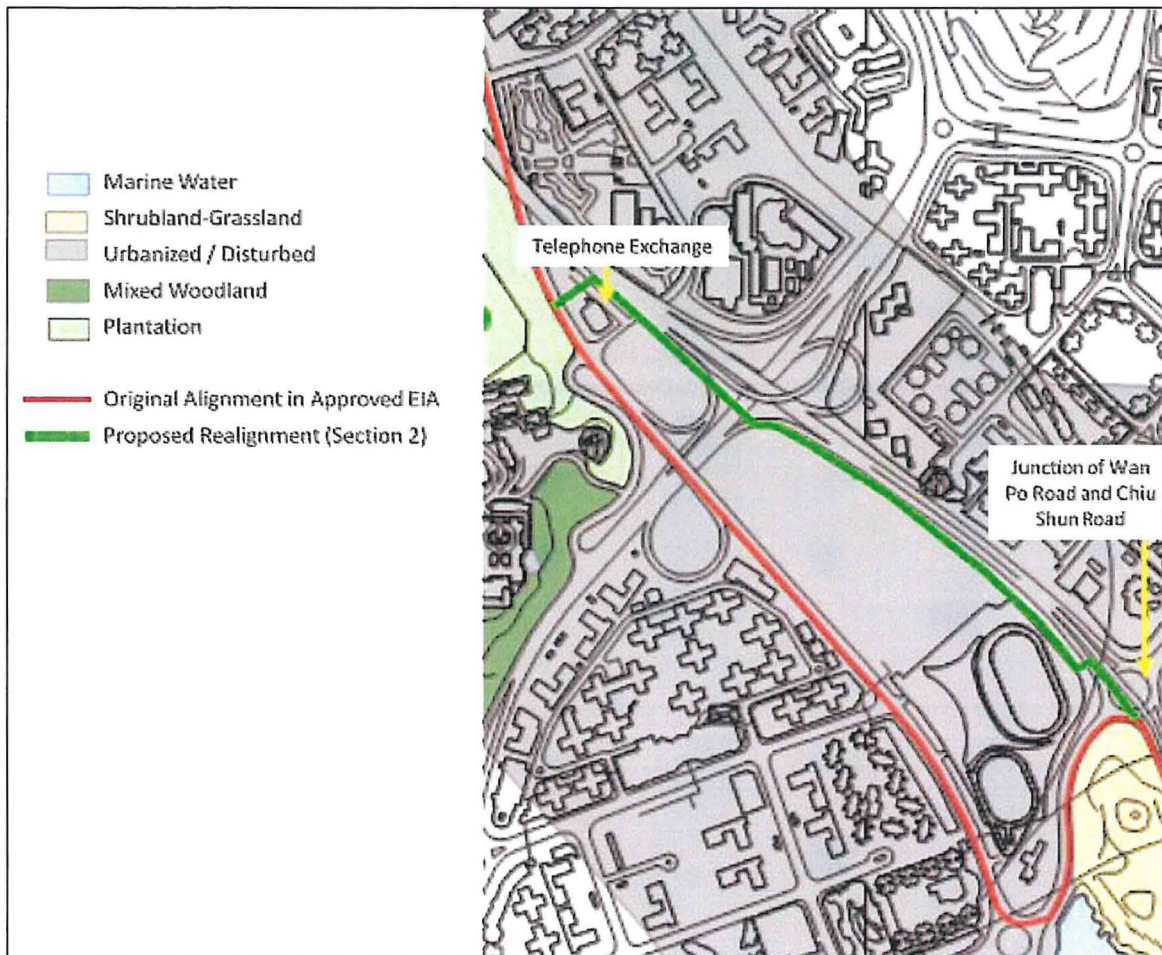 Marine Water
Shrubland-Grassland
Urbanized / Disturbed
Mixed Woodland
Plantation
Original Alignment in Approved EIA
Proposed Realignment (Section 2)
Telephone Exchange
Junction of Wan
Po Road and Chiu
Shun Road